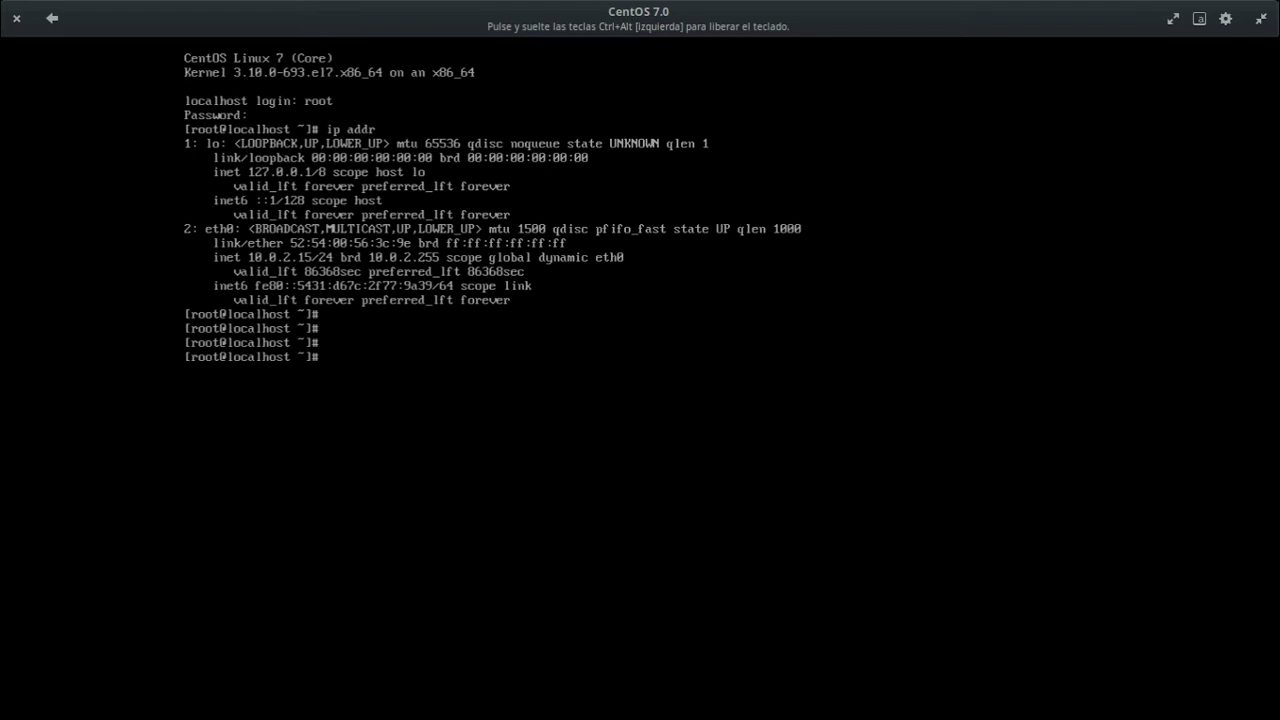 CentOS 7.0
Pulse y suelte las teclas Ctrl+Alt [izquierda] para liberar el teclado.
CentOS Linux 7 (Core)
Kernel 3.10.0-693.el7.x86_64 on an x86_64
localhost login: root
Password:
[root@localhost ~]# ip addr
1: lo: <LOOPBACK,UP,LOWER_UP> mtu 65536 qdisc noqueue state UNKNOWN qlen 1
    link/loopback 00:00:00:00:00:00 brd 00:00:00:00:00:00
    inet 127.0.0.1/8 scope host lo
       valid_lft forever preferred_lft forever
    inet6 ::1/128 scope host
       valid_lft forever preferred_lft forever
2: eth0: <BROADCAST,MULTICAST,UP,LOWER_UP> mtu 1500 qdisc pfifo_fast state UP qlen 1000
    link/ether 52:54:00:56:3c:9e brd ff:ff:ff:ff:ff:ff
    inet 10.0.2.15/24 brd 10.0.2.255 scope global dynamic eth0
       valid_lft 86368sec preferred_lft 86368sec
    inet6 fe80::5431:d67c:2f77:9a39/64 scope link
       valid_lft forever preferred_lft forever
[root@localhost ~]#
[root@localhost ~]#
[root@localhost ~]#
[root@localhost ~]#